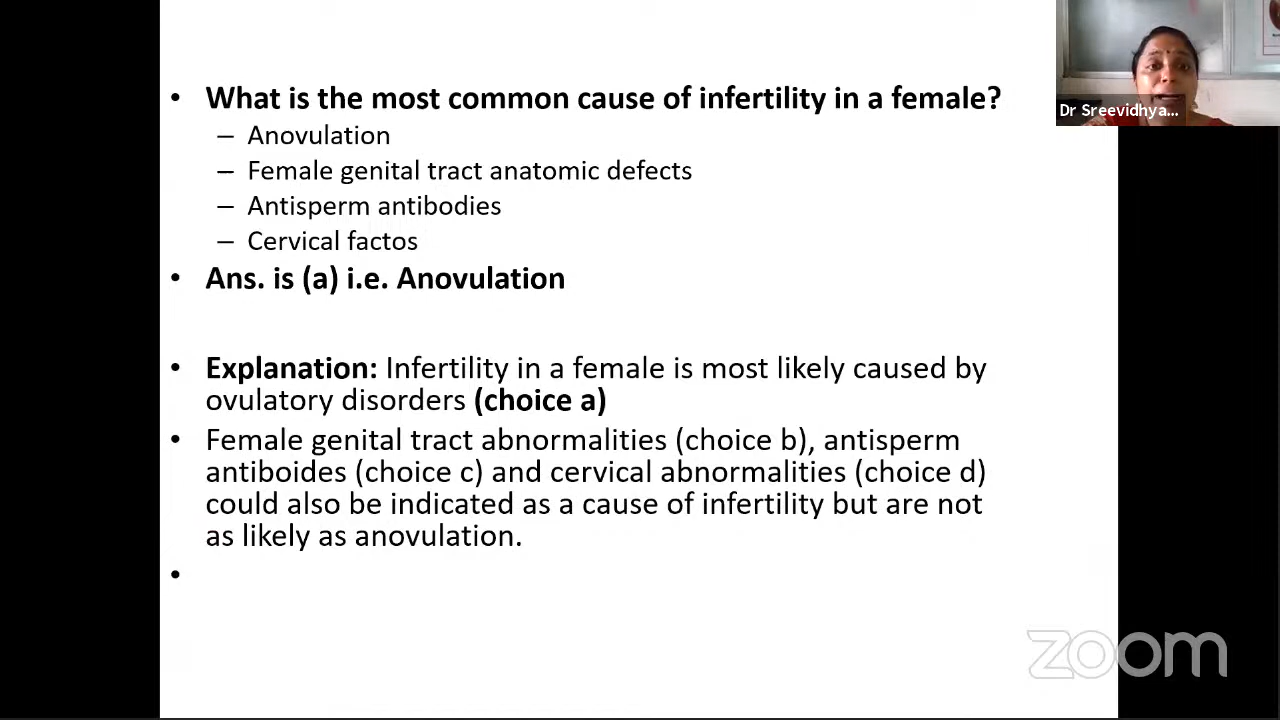 • What is the most common cause of infertility in a female?
– Anovulation
– Female genital tract anatomic defects
– Antisperm antibodies
– Cervical factos
• Ans. is (a) i.e. Anovulation
• Explanation: Infertility in a female is most likely caused by
ovulatory disorders (choice a)
• Female genital tract abnormalities (choice b), antisperm
antiboides (choice c) and cervical abnormalities (choice d)
could also be indicated as a cause of infertility but are not
as likely as anovulation.
•
Dr Sreevidhya...
zoom